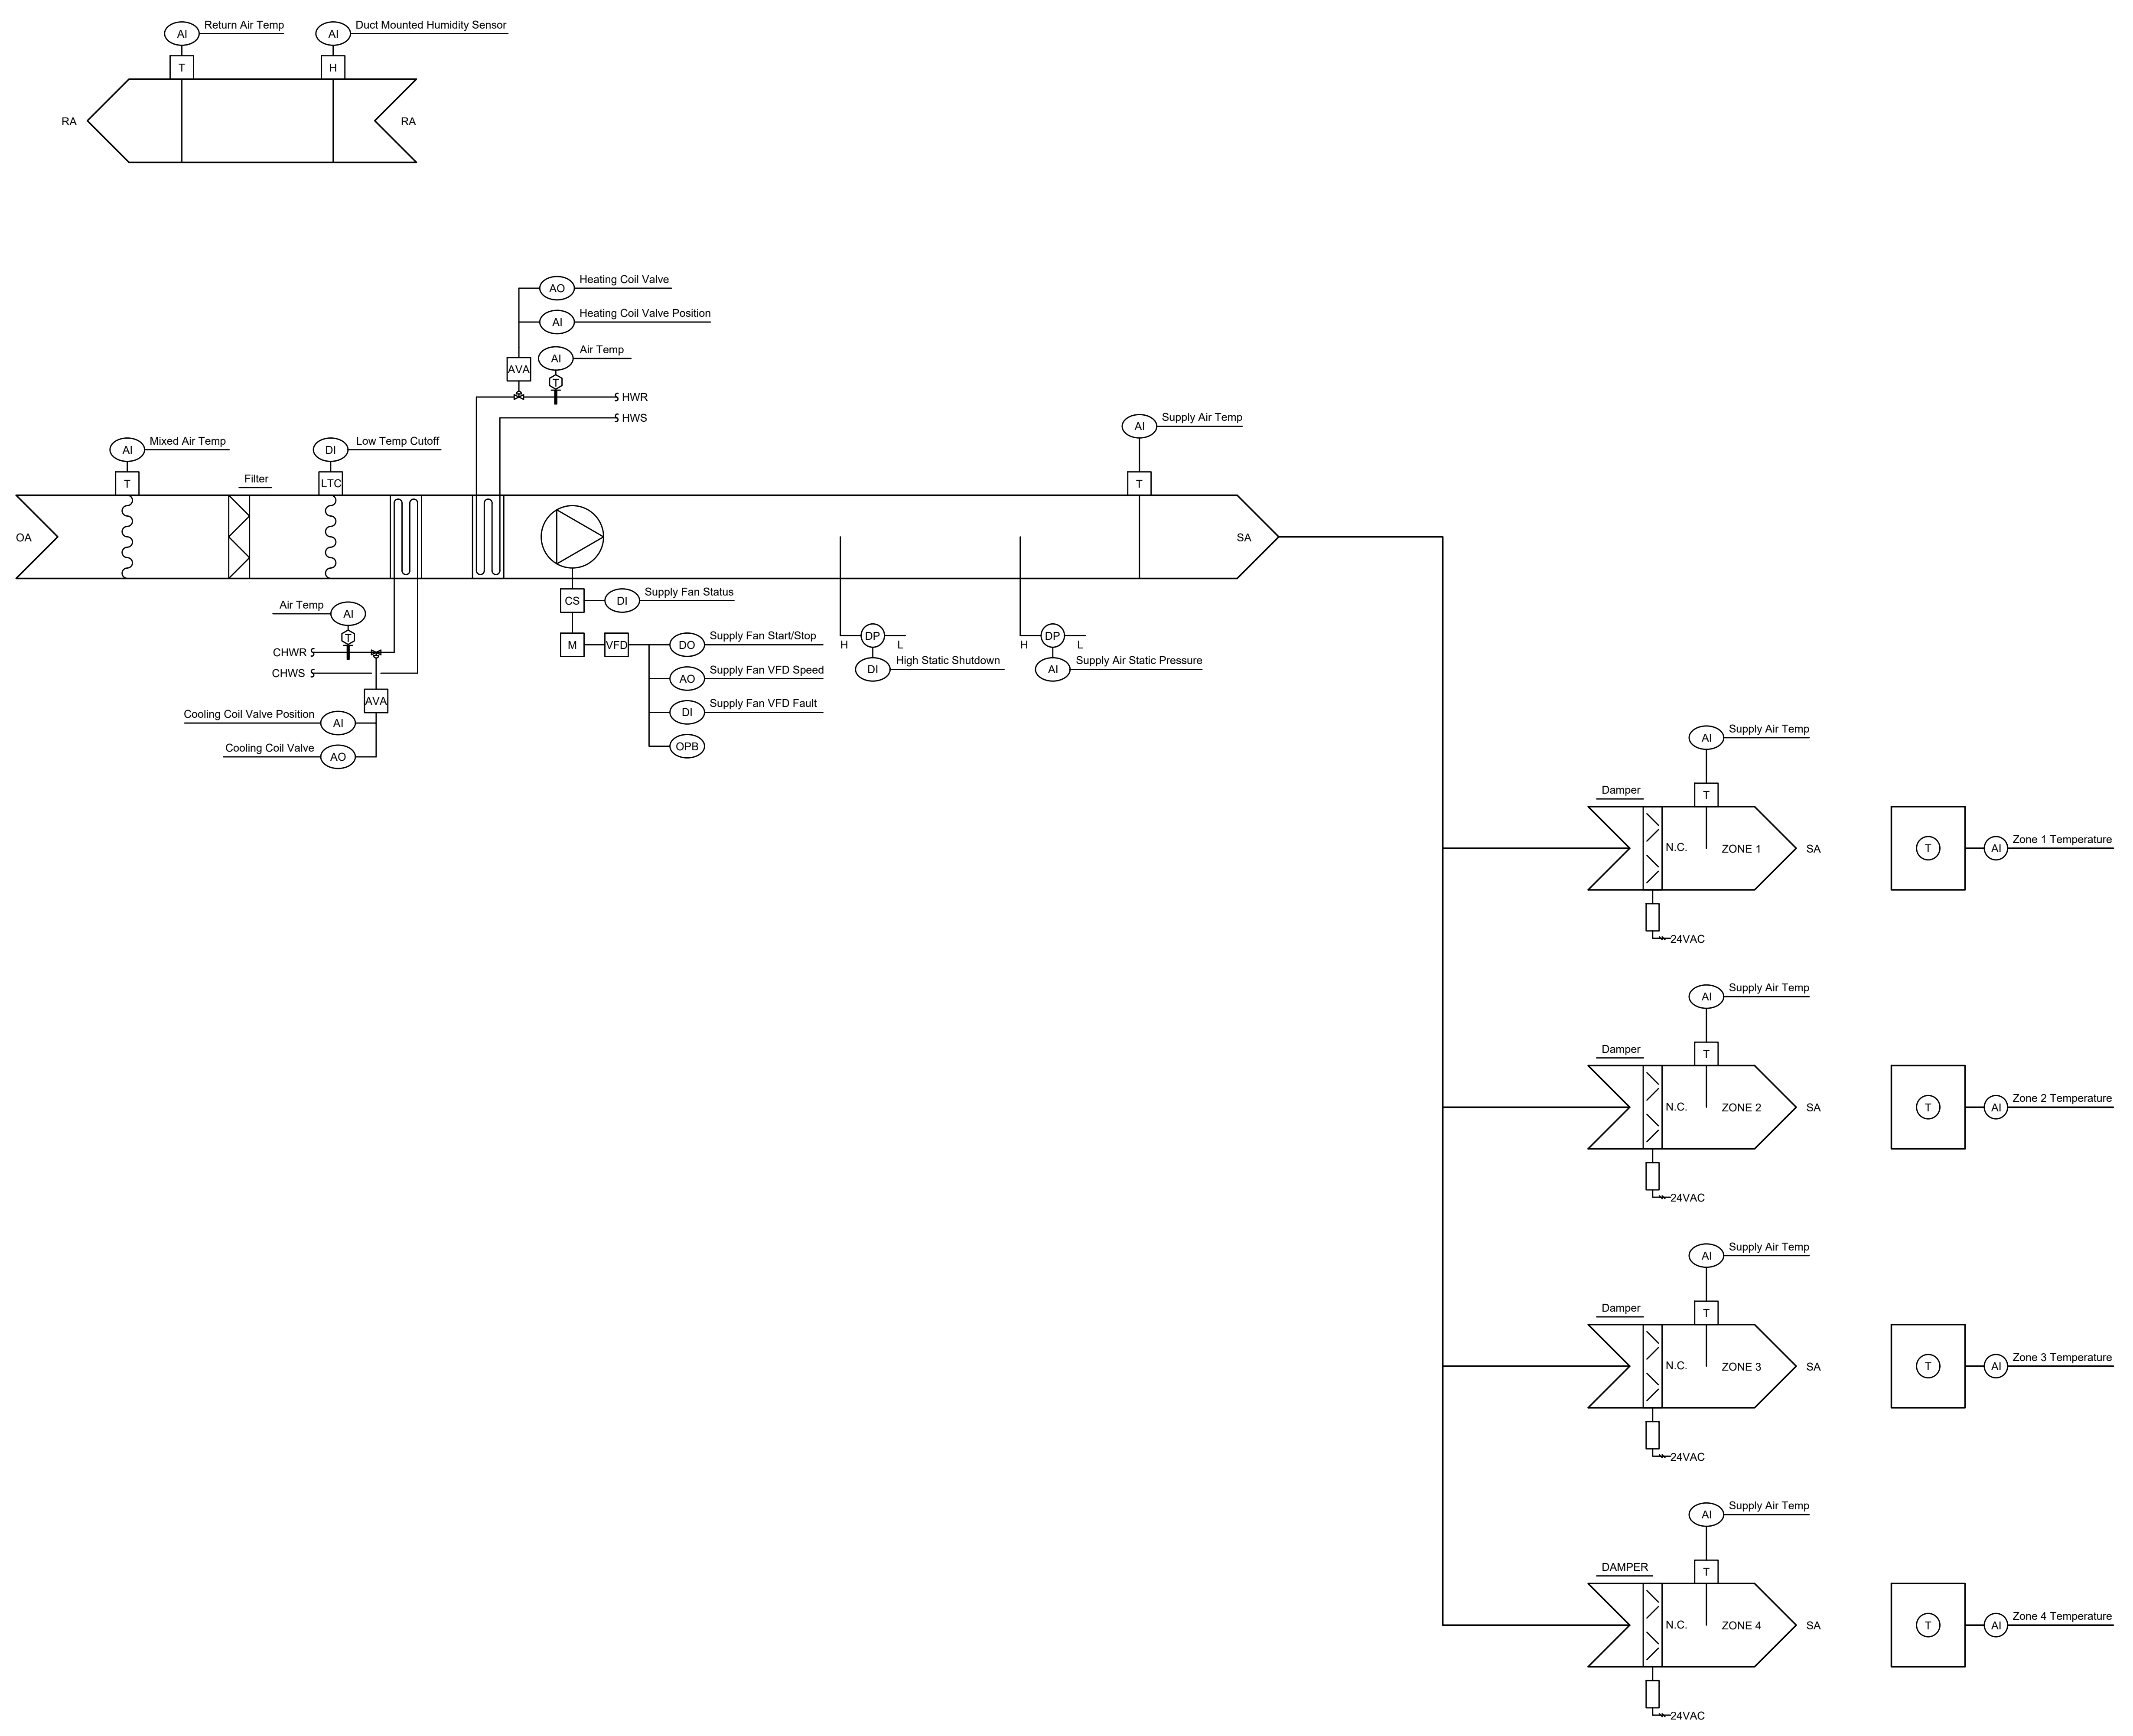 Return Air Temp
AI
Duct Mounted Humidity Sensor
AI
T
H
RA
RA
Heating Coil Valve
AO
Heating Coil Valve Position
AI
Air Temp
AI
AVA
T
HWR
HWS
Supply Air Temp
AI
Mixed Air Temp
AI
Low Temp Cutoff
DI
Filter
T
LTC
T
OA
SA
Supply Fan Status
CS
DI
Air Temp
AI
T
CHWR
CHWS
AVA
Cooling Coil Valve Position
AI
Cooling Coil Valve
AO
M
VFD
Supply Fan Start/Stop
DO
Supply Fan VFD Speed
AO
Supply Fan VFD Fault
DI
OPB
H
DP
L
High Static Shutdown
DI
H
DP
L
Supply Air Static Pressure
AI
Supply Air Temp
AI
Damper
T
N.C.
ZONE 1
SA
T
AI
Zone 1 Temperature
24VAC
Supply Air Temp
AI
Damper
T
N.C.
ZONE 2
SA
T
AI
Zone 2 Temperature
24VAC
Supply Air Temp
AI
Damper
T
N.C.
ZONE 3
SA
T
AI
Zone 3 Temperature
24VAC
Supply Air Temp
AI
DAMPER
T
N.C.
ZONE 4
SA
T
AI
Zone 4 Temperature
24VAC